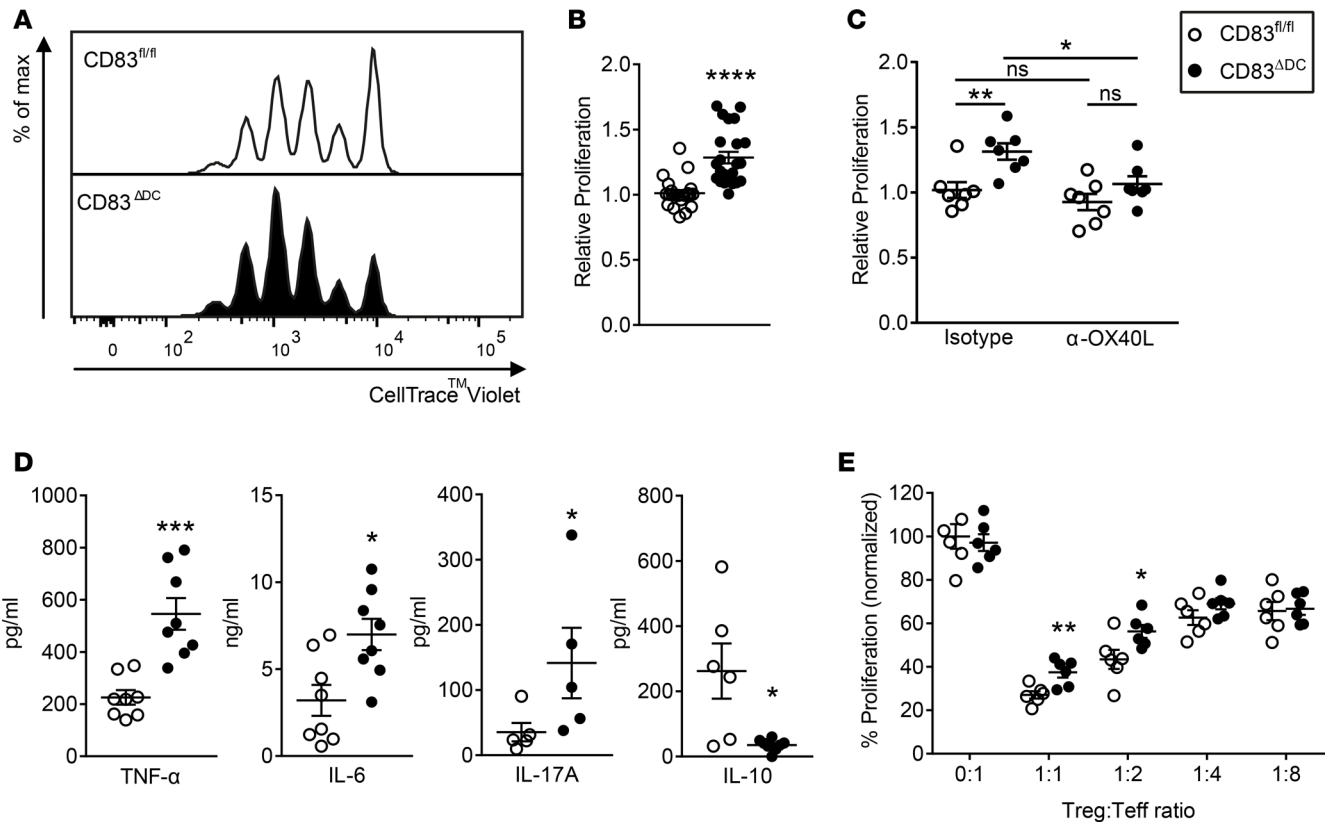 A
% of max
CD83fl/fl
CD83ΔDC
0 10² 10³ 10⁴ 10⁵
CellTrace™ Violet
B
Relative Proliferation
2.0
1.5
1.0
0.5
0.0
****
C
Relative Proliferation
2.0
1.5
1.0
0.5
0.0
*
ns
** ns
Isotype α-OX40L
CD83fl/fl
CD83ΔDC
D
pg/ml
1000
800
600
400
200
0
***
TNF-α
ng/ml
15
10
5
0
*
IL-6
pg/ml
400
300
200
100
0
*
IL-17A
pg/ml
800
600
400
200
0
*
IL-10
E
% Proliferation (normalized)
120
100
80
60
40
20
0
**
*
0:1 1:1 1:2 1:4 1:8
Treg:Teff ratio